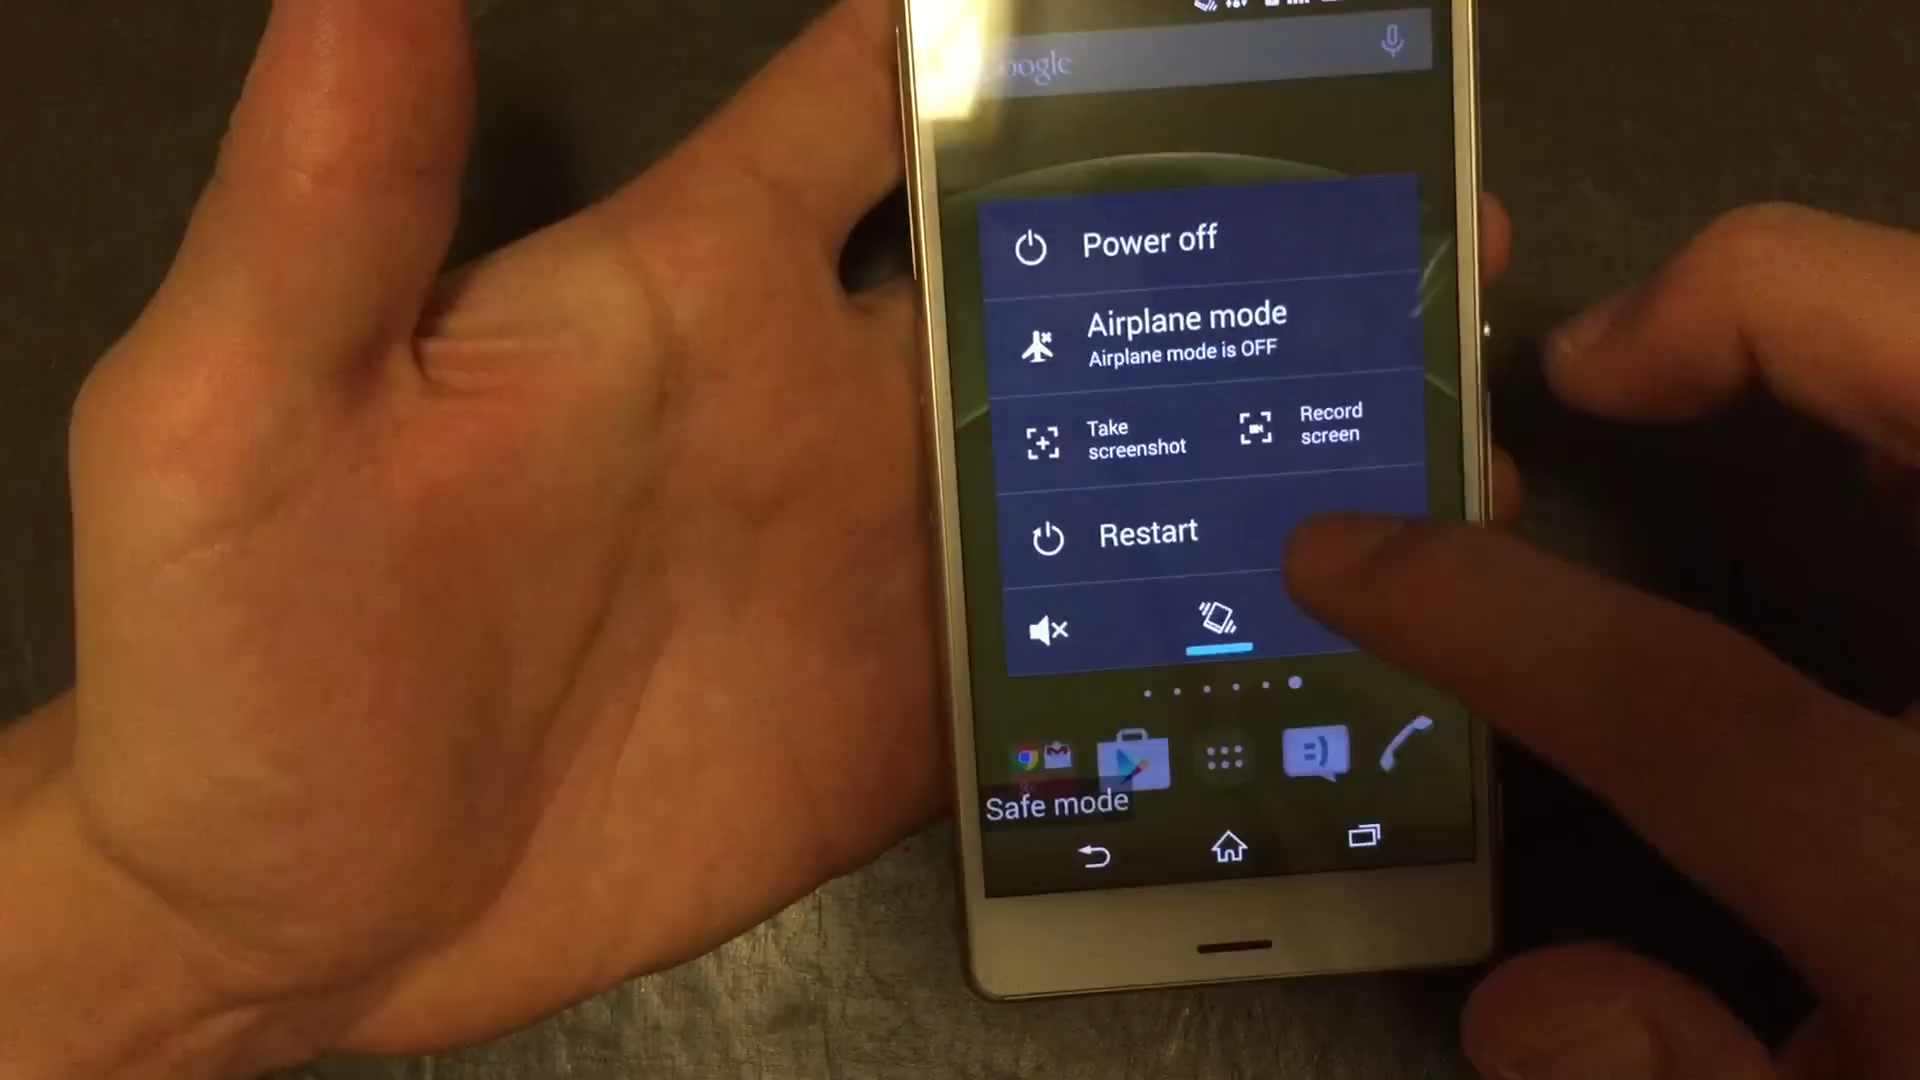 oogle
Power off
Airplane mode
Airplane mode is OFF
Take
screenshot
Record
screen
Restart
Safe mode